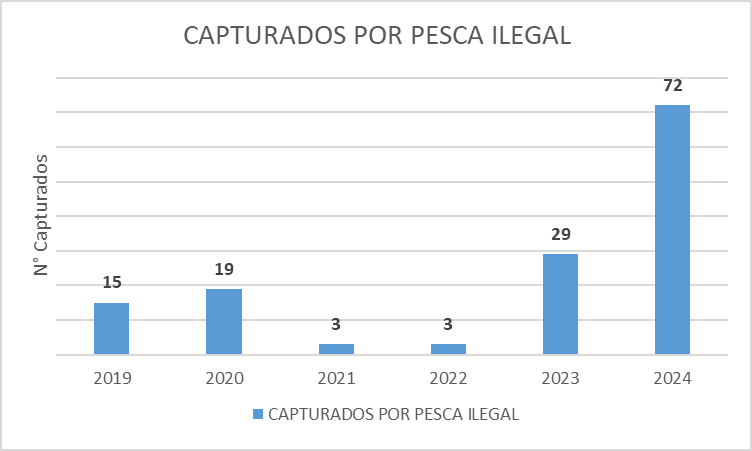 CAPTURADOS POR PESCA ILEGAL
N° Capturados
72
29
19
15
3
3
2019 2020 2021 2022 2023 2024
CAPTURADOS POR PESCA ILEGAL